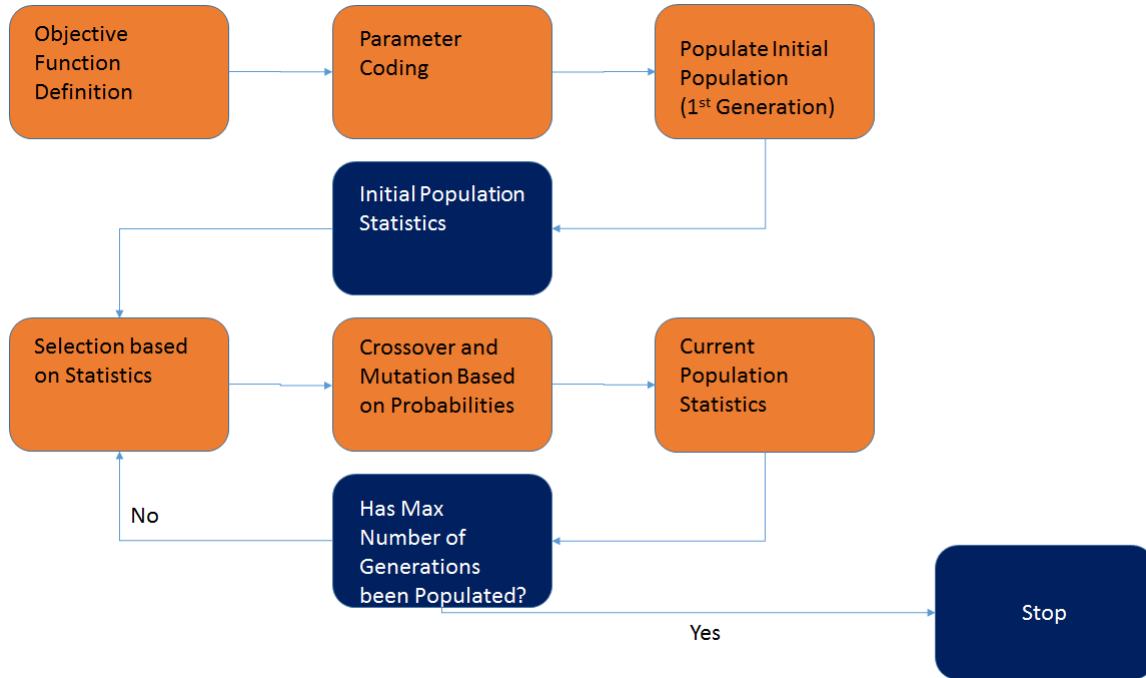 Objective
Function
Definition
Parameter
Coding
Populate Initial
Population
(1st Generation)
Initial Population
Statistics
Selection based
on Statistics
Crossover and
Mutation Based
on Probabilities
Current
Population
Statistics
No
Has Max
Number of
Generations
been Populated?
Yes
Stop